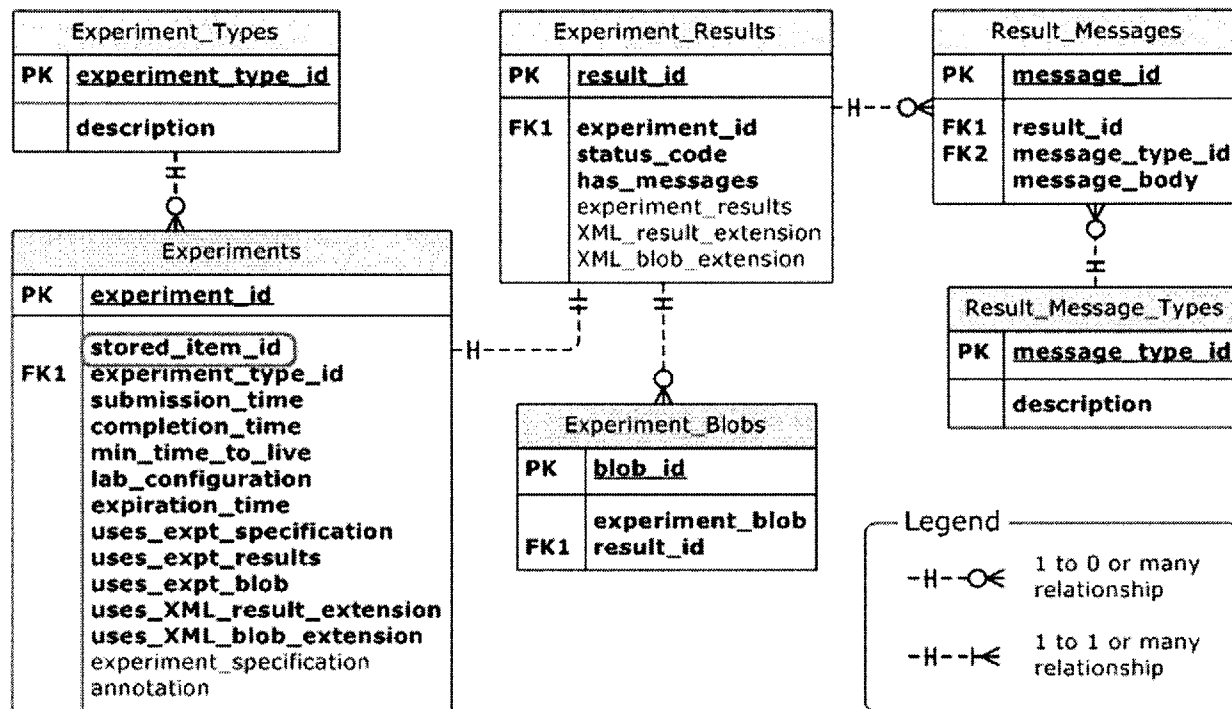 Experiment_Types
PK experiment_type_id
description
Experiments
PK experiment_id
stored_item_id
FK1 experiment_type_id
submission_time
completion_time
min_time_to_live
lab_configuration
expiration_time
uses_expt_specification
uses_expt_results
uses_expt_blob
uses_XML_result_extension
uses_XML_blob_extension
experiment_specification
annotation
Experiment_Results
PK result_id
FK1 experiment_id
status_code
has_messages
experiment_results
XML_result_extension
XML_blob_extension
Experiment_Blobs
PK blob_id
experiment_blob
FK1 result_id
Result_Messages
PK message_id
FK1 result_id
FK2 message_type_id
message_body
Result_Message_Types
PK message_type_id
description
Legend
1 to 0 or many
relationship
1 to 1 or many
relationship